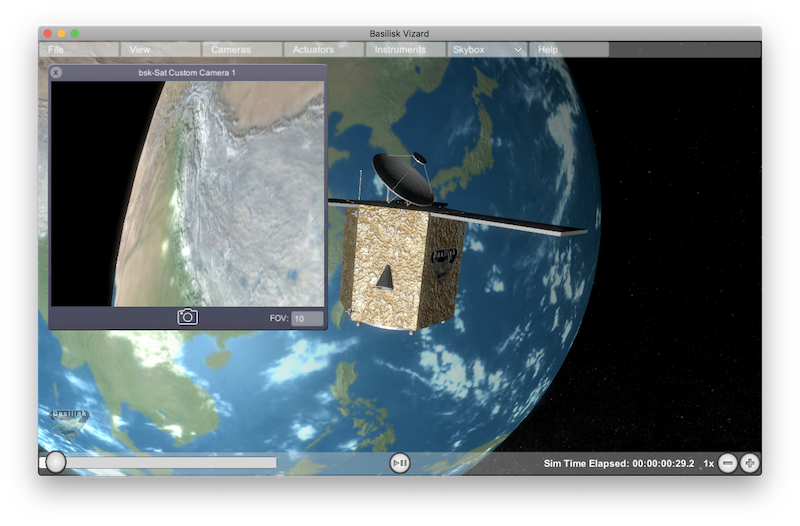 Basilisk Vizard
File View Cameras Actuators Instruments Skybox Help
x bsk-Sat Custom Camera 1
FOV: 10
Sim Time Elapsed: 00:00:00:29.2 , 1x